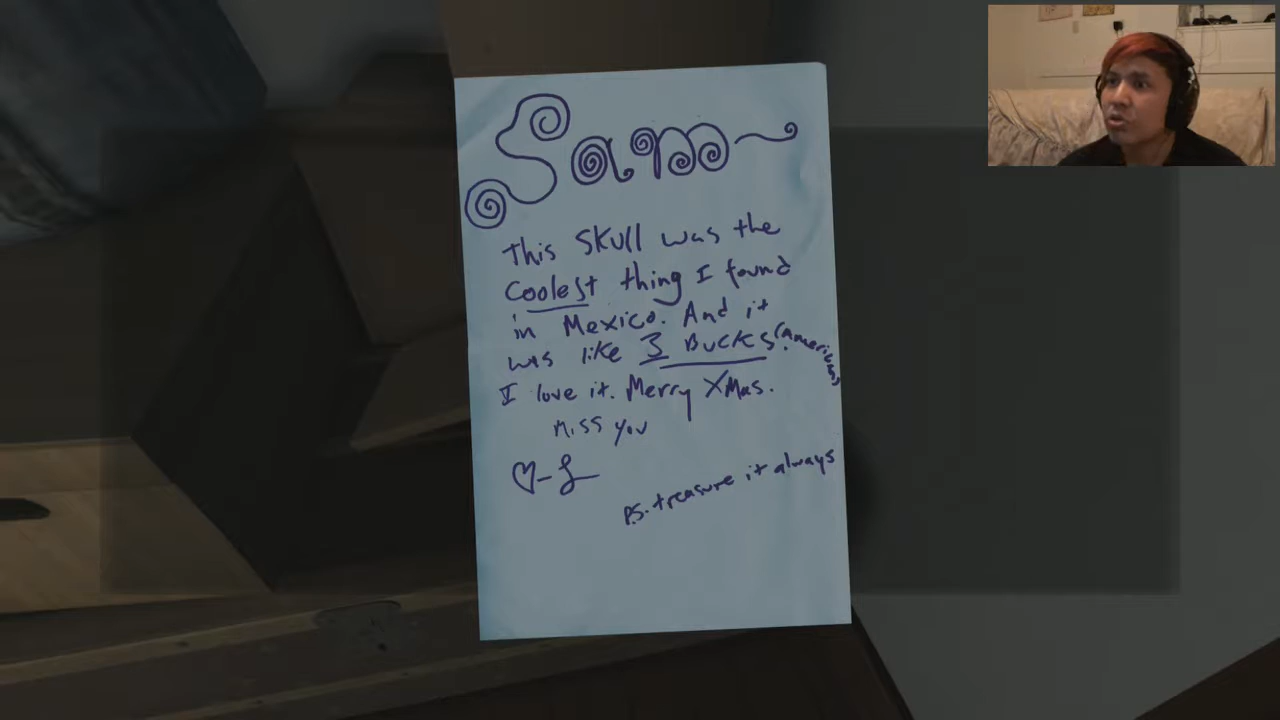 Sam
This SKull was the
Coolest thing I found
in Mexico. And it
was like 3 Bucks (american)
I love it. Merry XMas.
Miss you
♡-L
P.S. treasure it always